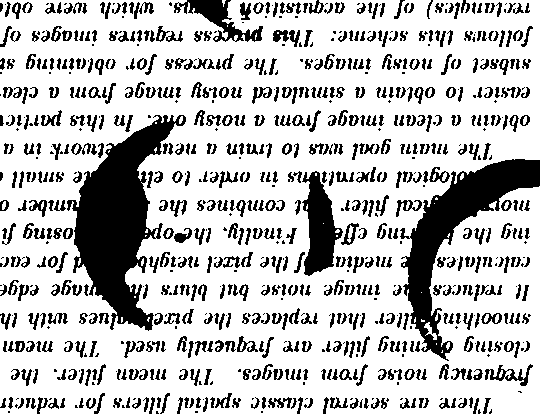 There are several classic spatial filters for reducin
frequency noise from images. The mean filter, the
closing opening filter are frequently used. The mean
smoothing filter that replaces the pixel values with th
It reduces the image noise but blurs the image edge
calculates the median of the pixel neighborhood for eac
ing the blurring effect. Finally, the opening closing fi
filter that combines the number o
operations in order to small
The main goal was to train a neural network in a
obtain a clean image from a noisy one. In this particu
easier to obtain a simulated noisy image from a clea
subset of noisy images. The process for obtaining s
follows this scheme: This process requires images of
rectangles) of the acquisition forms, which were obt